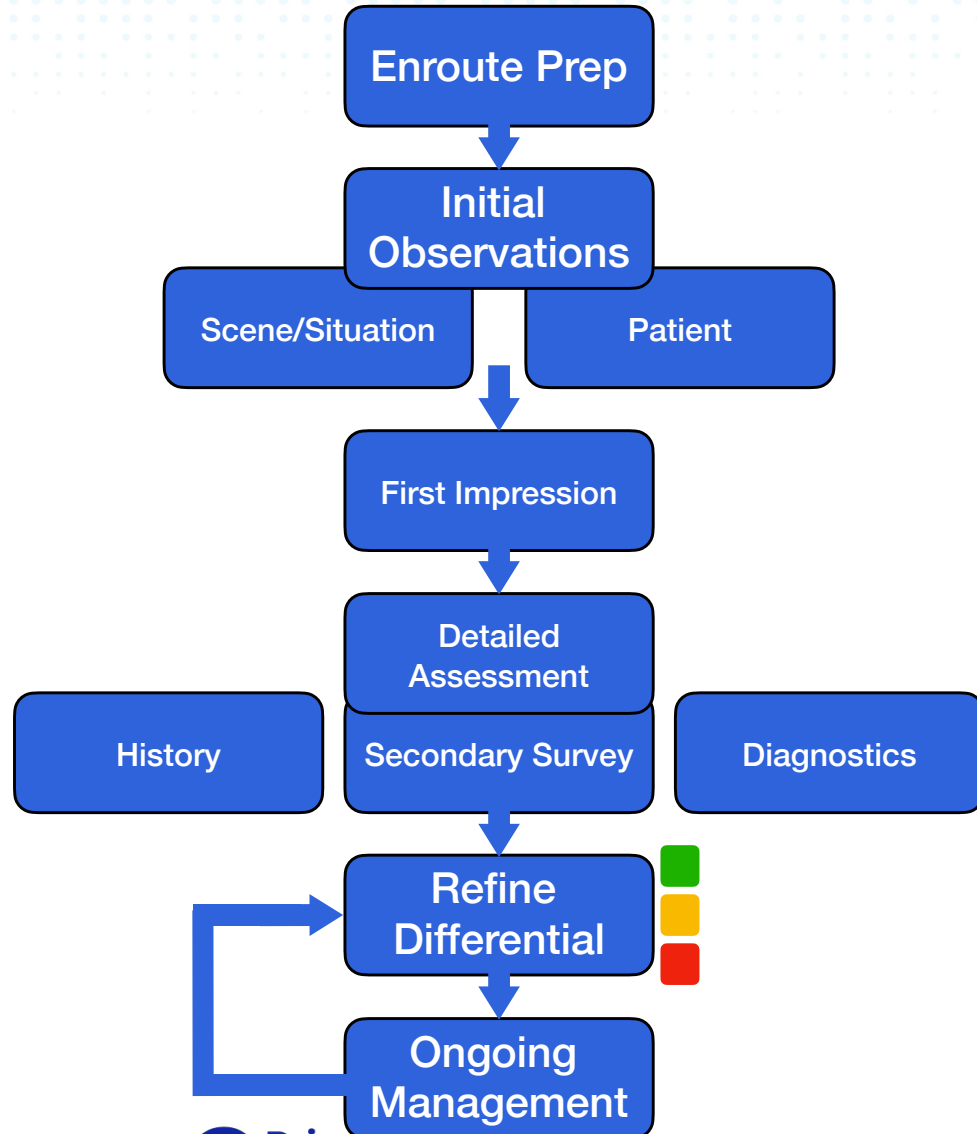 Enroute Prep
Initial
Observations
Scene/Situation
Patient
First Impression
Detailed
Assessment
History
Secondary Survey
Diagnostics
Refine
Differential
Ongoing
Management